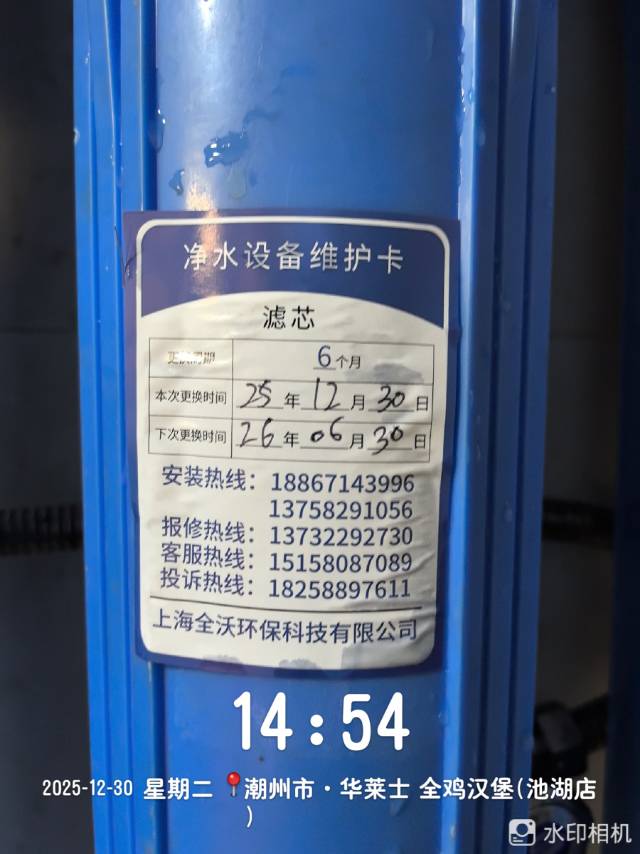 净水设备维护卡
滤芯
更换周期 6个月
本次更换时间 25年12月30日
下次更换时间 26年06月30日
安装热线：18867143996
13758291056
报修热线：13732292730
客服热线：15158087089
投诉热线：18258897611
上海全沃环保科技有限公司
14:54
2025-12-30 星期二 潮州市·华莱士 全鸡汉堡(池湖店
)
水印相机